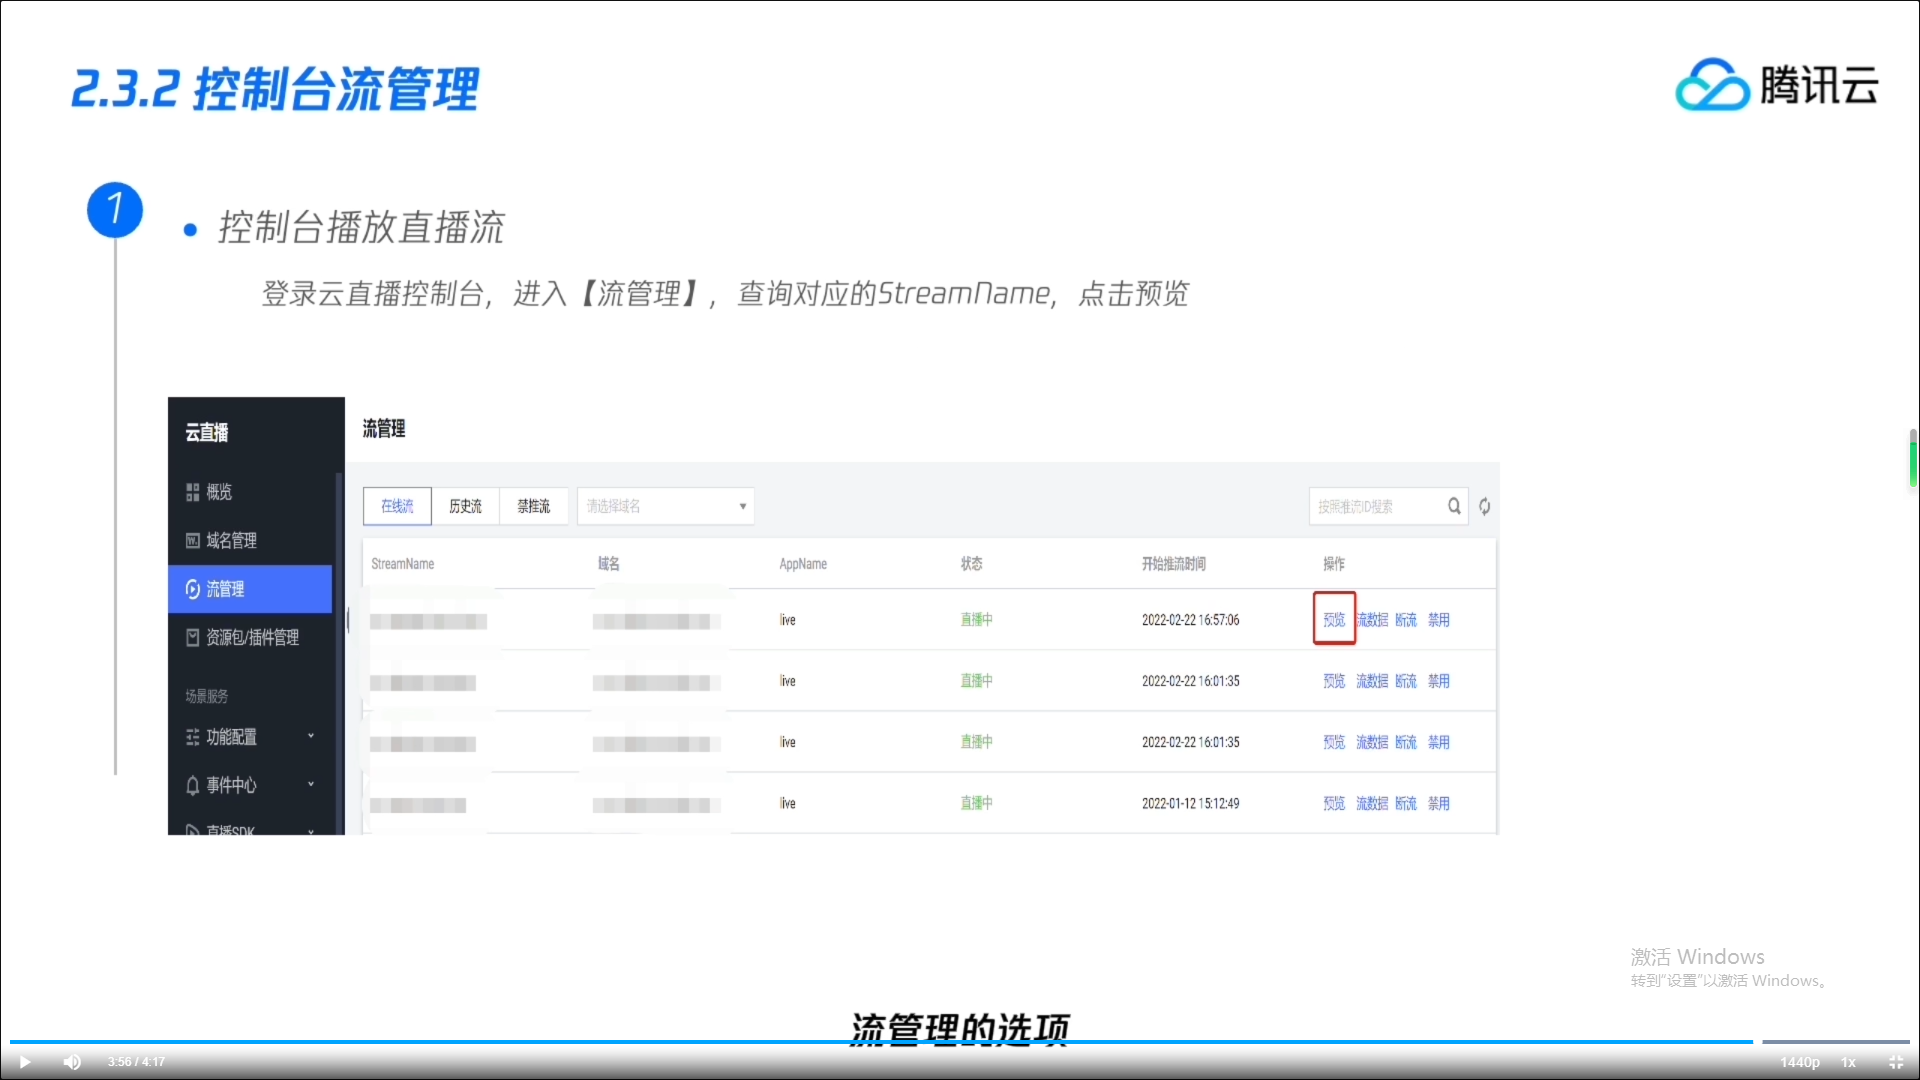 2.3.2 控制台流管理
腾讯云
1
控制台播放直播流
登录云直播控制台，进入【流管理】，查询对应的StreamName，点击预览
云直播
概览
域名管理
流管理
资源包/插件管理
场景服务
功能配置
事件中心
直播SDK
流管理
在线流 历史流 禁推流 请选择域名 按照推流ID搜索
StreamName 域名 AppName 状态 开始推流时间 操作
live 直播中 2022-02-22 16:57:06 预览 流数据 断流 禁用
live 直播中 2022-02-22 16:01:35 预览 流数据 断流 禁用
live 直播中 2022-02-22 16:01:35 预览 流数据 断流 禁用
live 直播中 2022-01-12 15:12:49 预览 流数据 断流 禁用
激活 Windows
转到“设置”以激活 Windows。
流管理的选项
3:56 / 4:17
1440p 1x